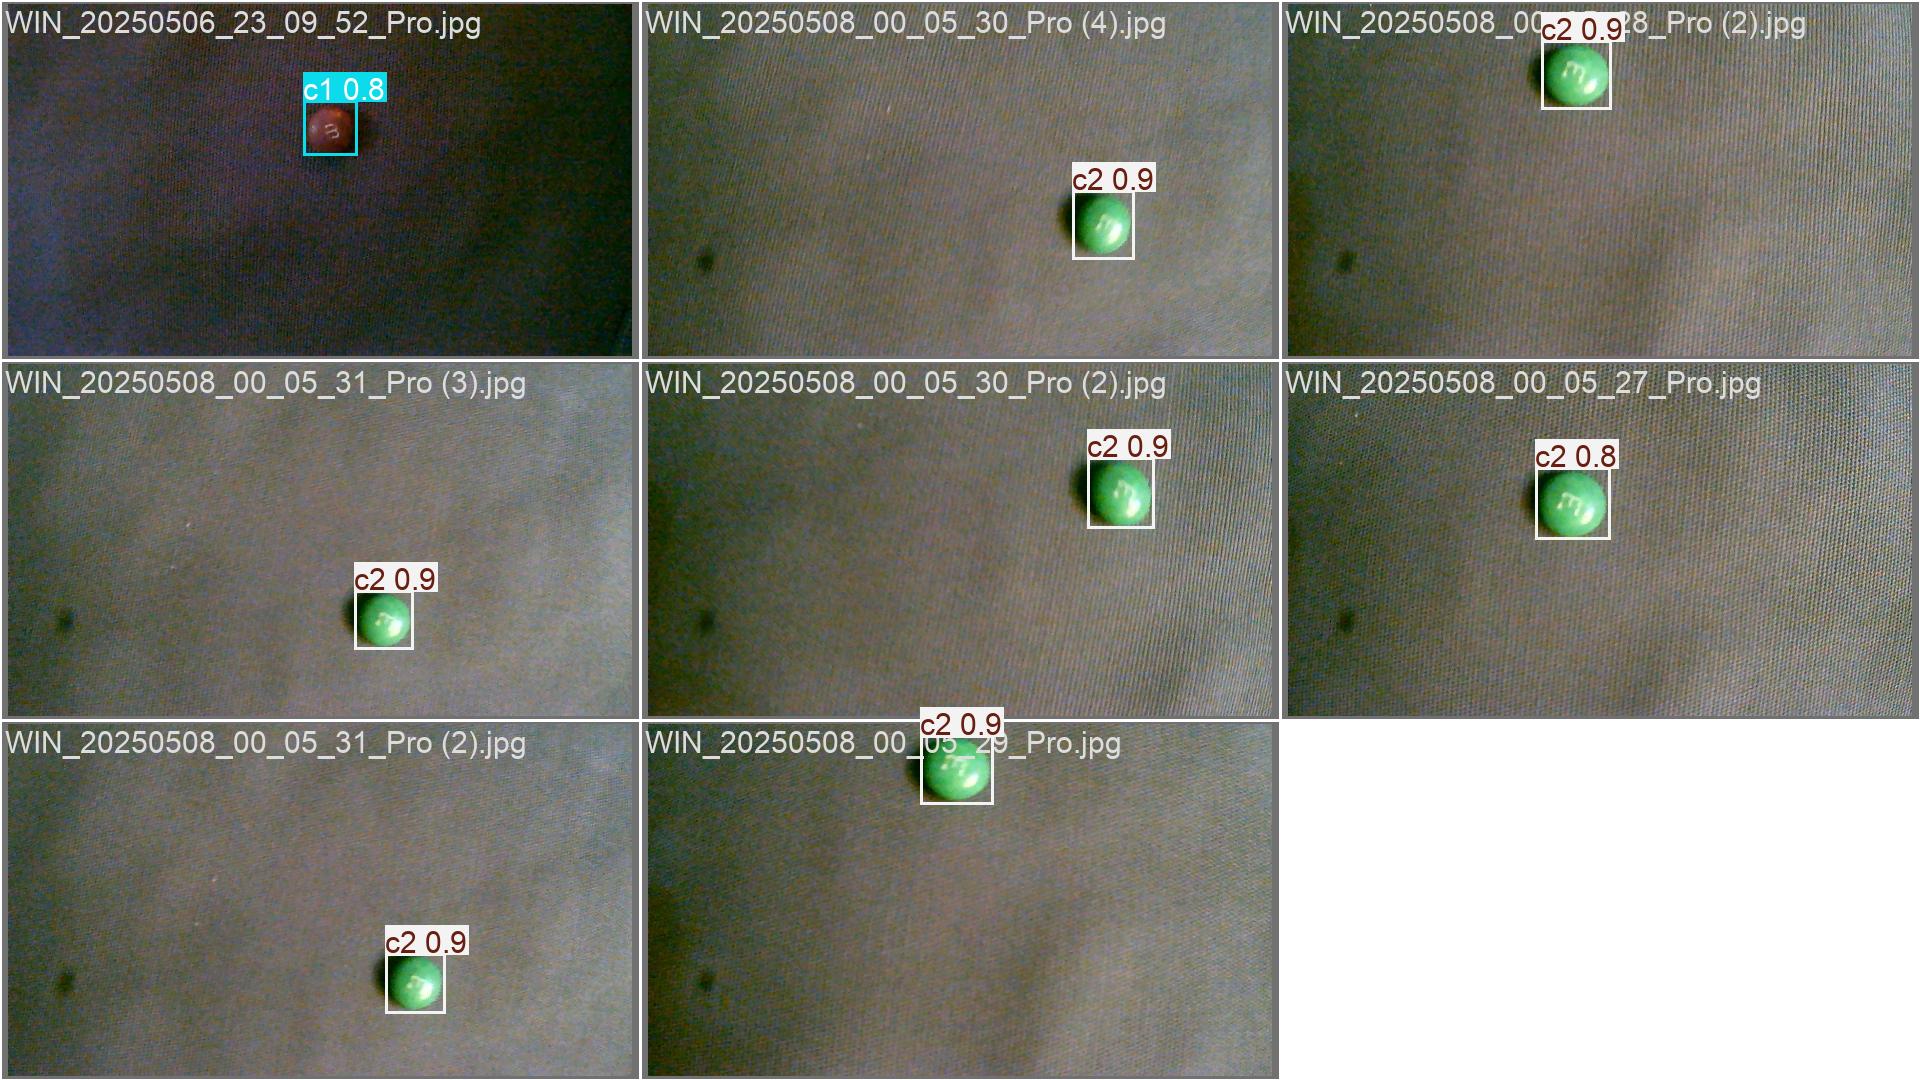 WIN_20250506_23_09_52_Pro.jpg
c1 0.8
m
WIN_20250508_00_05_30_Pro (4).jpg
c2 0.9
m
c2 0.9
m
WIN_20250508_00_05_31_Pro (3).jpg
c2 0.9
m
WIN_20250508_00_05_30_Pro (2).jpg
c2 0.9
m
WIN_20250508_00_05_27_Pro.jpg
c2 0.8
m
WIN_20250508_00_05_31_Pro (2).jpg
c2 0.9
m
WIN_20250508_00_05_29_Pro.jpg
c2 0.9
m